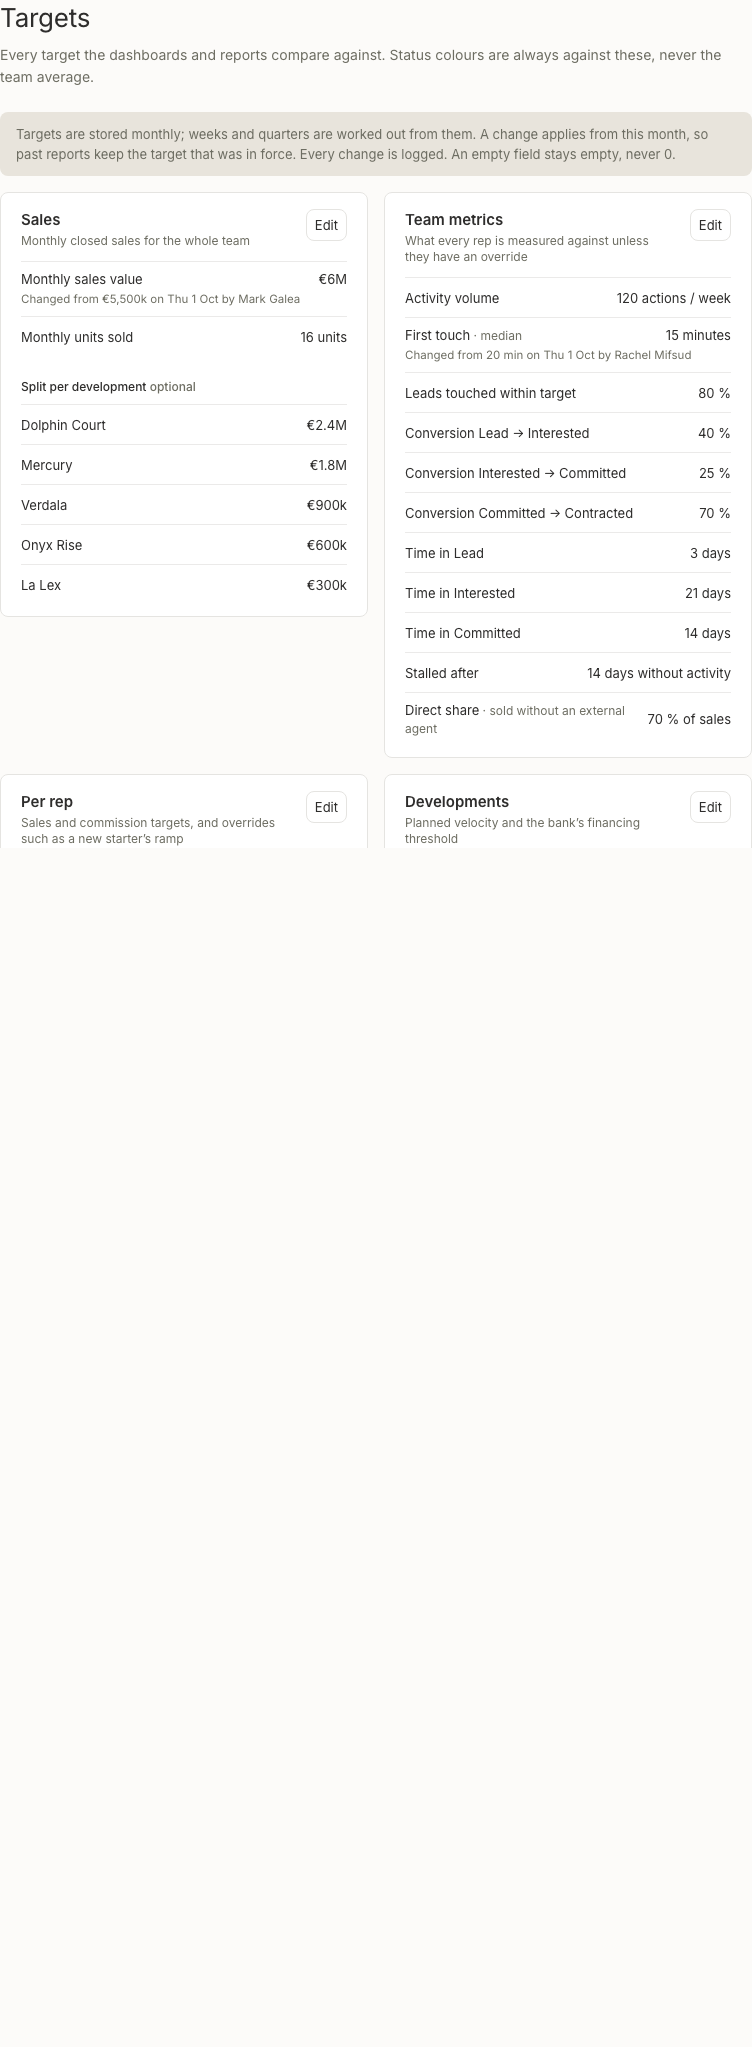 Targets
Every target the dashboards and reports compare against. Status colours are always against these, never the
team average.
Targets are stored monthly; weeks and quarters are worked out from them. A change applies from this month, so
past reports keep the target that was in force. Every change is logged. An empty field stays empty, never 0.
Sales
Edit
Monthly closed sales for the whole team
Monthly sales value €6M
Changed from €5,500k on Thu 1 Oct by Mark Galea
Monthly units sold 16 units
Split per development optional
Dolphin Court €2.4M
Mercury €1.8M
Verdala €900k
Onyx Rise €600k
La Lex €300k
Team metrics
Edit
What every rep is measured against unless
they have an override
Activity volume 120 actions / week
First touch · median 15 minutes
Changed from 20 min on Thu 1 Oct by Rachel Mifsud
Leads touched within target 80 %
Conversion Lead → Interested 40 %
Conversion Interested → Committed 25 %
Conversion Committed → Contracted 70 %
Time in Lead 3 days
Time in Interested 21 days
Time in Committed 14 days
Stalled after 14 days without activity
Direct share · sold without an external
agent
70 % of sales
Per rep
Edit
Sales and commission targets, and overrides
such as a new starter’s ramp
Developments
Edit
Planned velocity and the bank’s financing
threshold